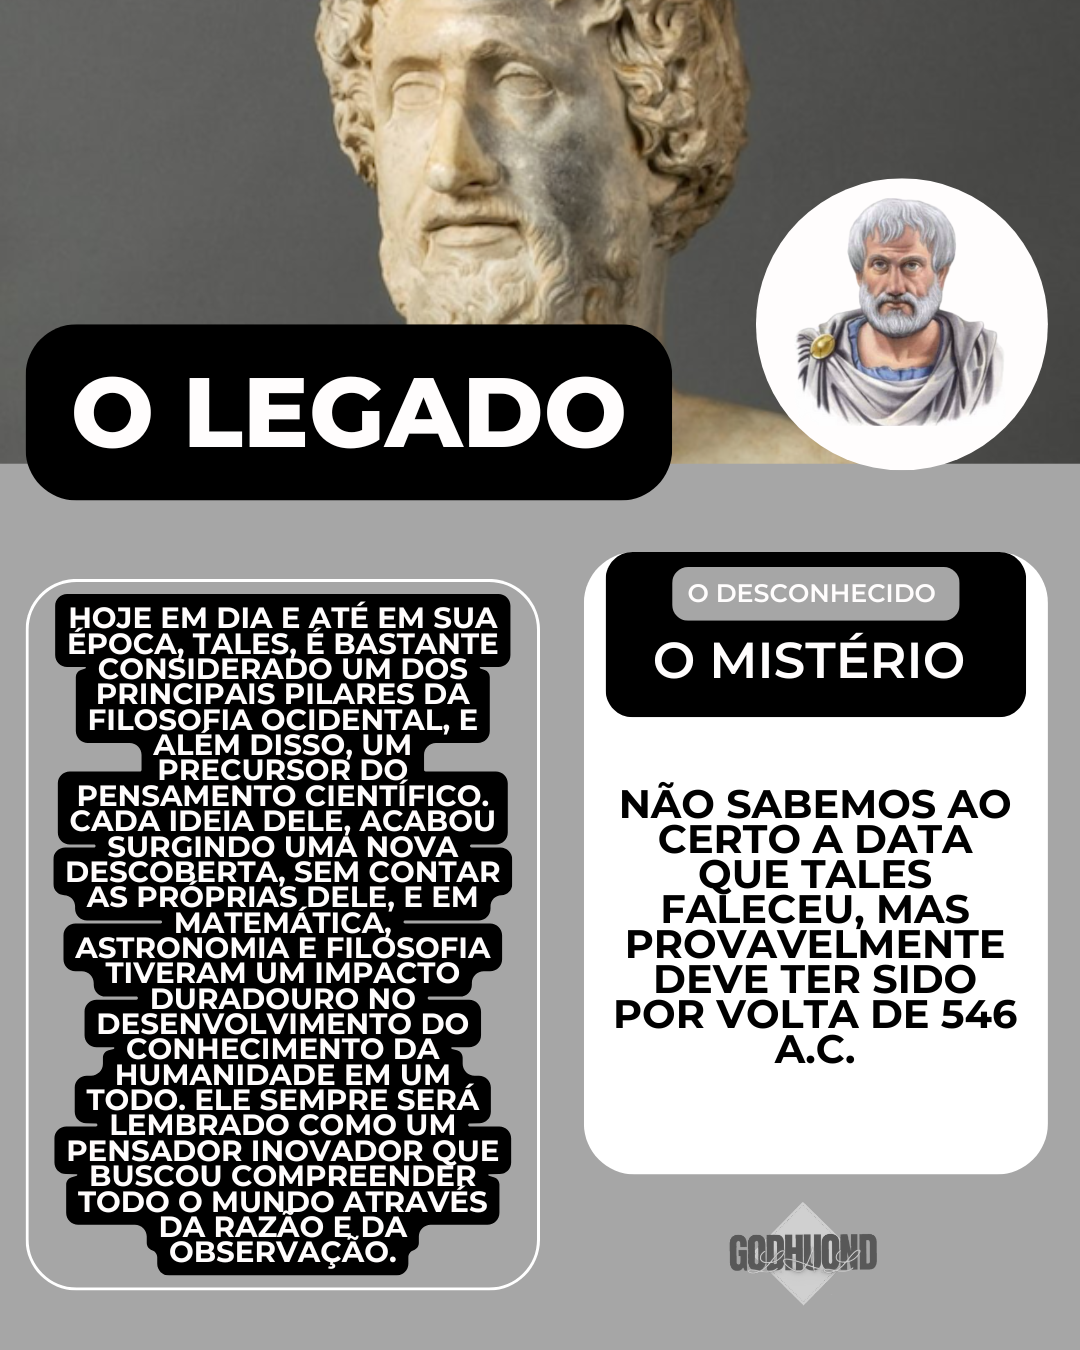 O LEGADO
HOJE EM DIA E ATÉ EM SUA
ÉPOCA, TALES, É BASTANTE
CONSIDERADO UM DOS
PRINCIPAIS PILARES DA
FILOSOFIA OCIDENTAL, E
ALÉM DISSO, UM
PRECURSOR DO
PENSAMENTO CIENTÍFICO.
CADA IDEIA DELE, ACABOU
SURGINDO UMA NOVA
DESCOBERTA, SEM CONTAR
AS PRÓPRIAS DELE, E EM
MATEMÁTICA,
ASTRONOMIA E FILOSOFIA
TIVERAM UM IMPACTO
DURADOURO NO
DESENVOLVIMENTO DO
CONHECIMENTO DA
HUMANIDADE EM UM
TODO. ELE SEMPRE SERÁ
LEMBRADO COMO UM
PENSADOR INOVADOR QUE
BUSCOU COMPREENDER
TODO O MUNDO ATRAVÉS
DA RAZÃO E DA
OBSERVAÇÃO.
O DESCONHECIDO
O MISTÉRIO
NÃO SABEMOS AO
CERTO A DATA
QUE TALES
FALECEU, MAS
PROVAVELMENTE
DEVE TER SIDO
POR VOLTA DE 546
A.C.
GODHUOND